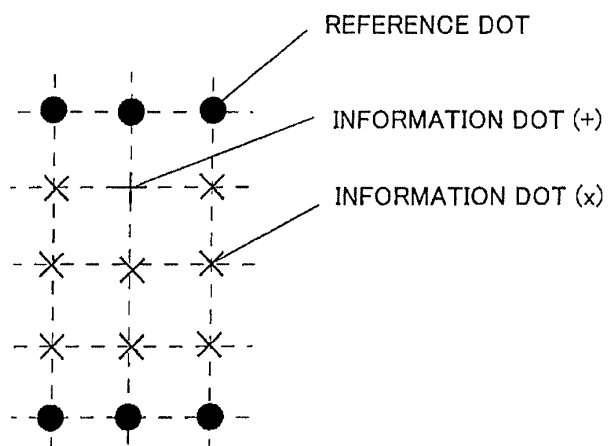 REFERENCE DOT
INFORMATION DOT (+)
INFORMATION DOT (x)